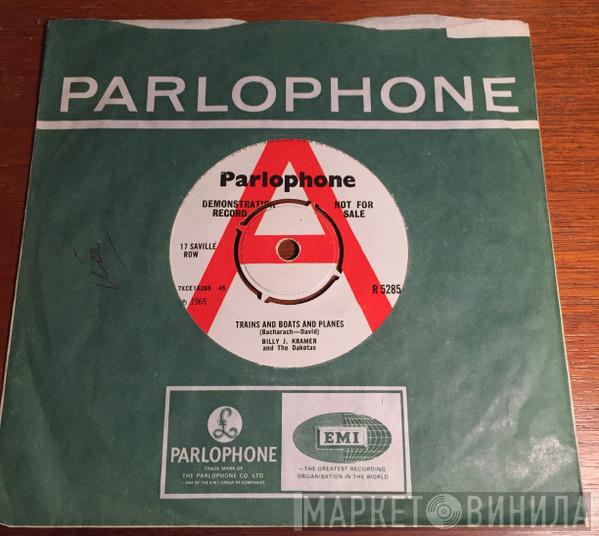 PARLOPHONE
A
Parlophone
DEMONSTRATION
RECORD
NOT FOR
SALE
17 SAVILLE
ROW
45
℗ 1965
R 5285
TRAINS AND BOATS AND PLANES
(Bacharach—David)
BILLY J. KRAMER
and The Dakotas
£
PARLOPHONE
TRADE MARK OF
THE PARLOPHONE CO. LTD.
—ONE OF THE E.M.I. GROUP OF COMPANIES
EMI
—THE GREATEST RECORDING
ORGANISATION IN THE WORLD
МАРКЕТ ВИНИЛА